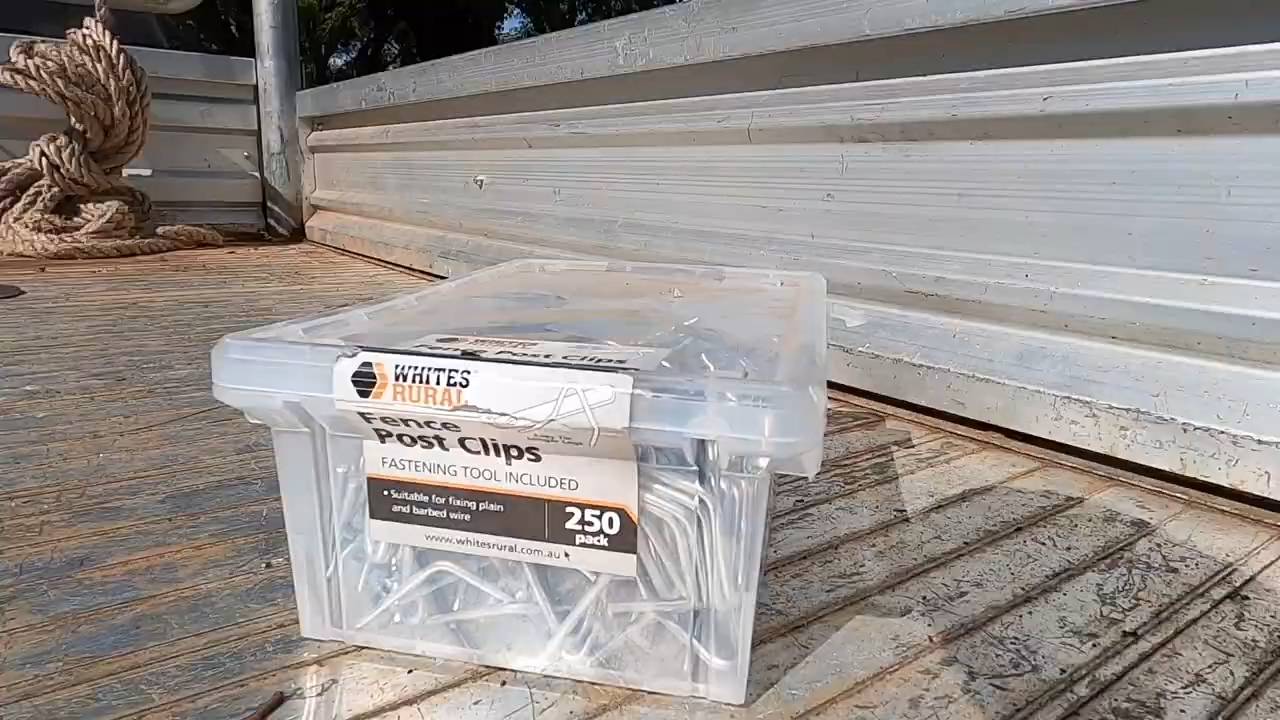 Fence Post Clips
WHITES
RURAL
Fence
Post Clips
FASTENING TOOL INCLUDED
• Suitable for fixing plain
and barbed wire
250
pack
www.whitesrural.com.au